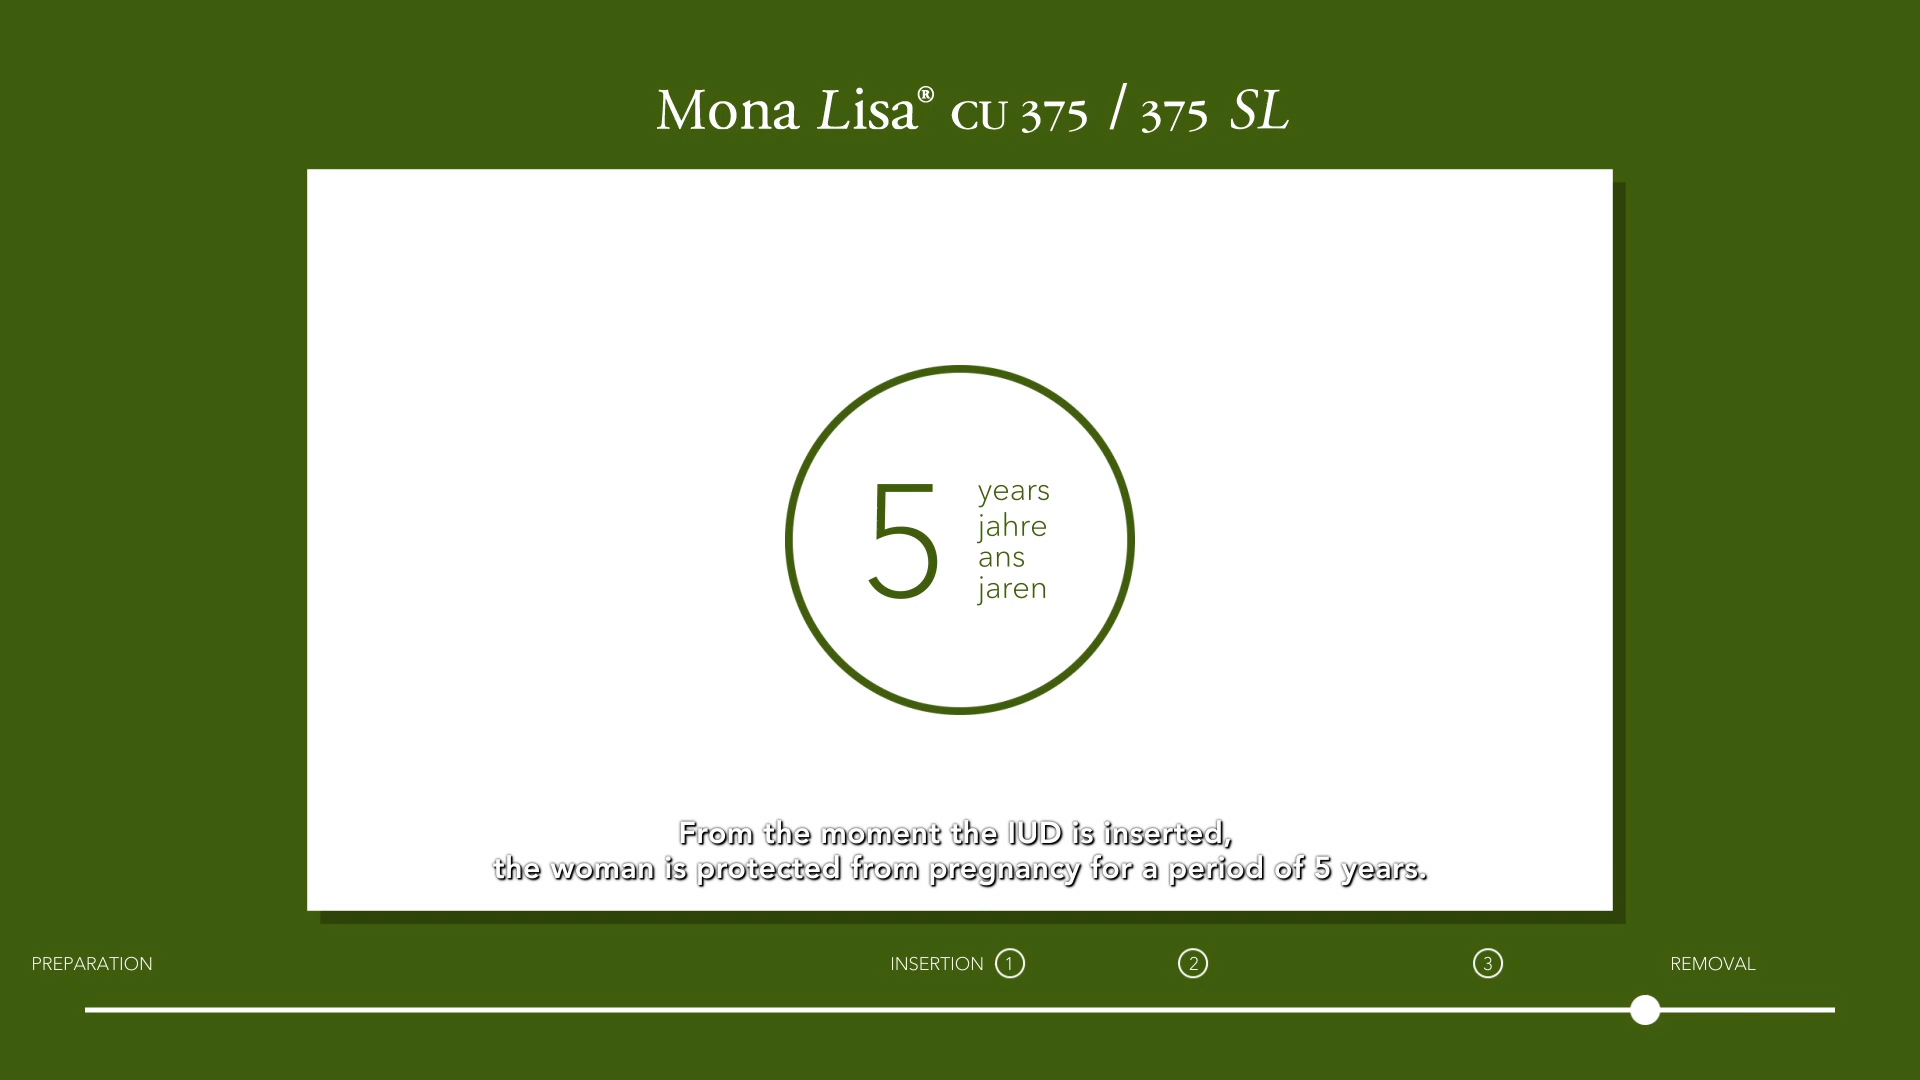 Mona Lisa® CU 375 / 375 SL
5
years
jahre
ans
jaren
From the moment the IUD is inserted,
the woman is protected from pregnancy for a period of 5 years.
PREPARATION INSERTION 1 2 3 REMOVAL